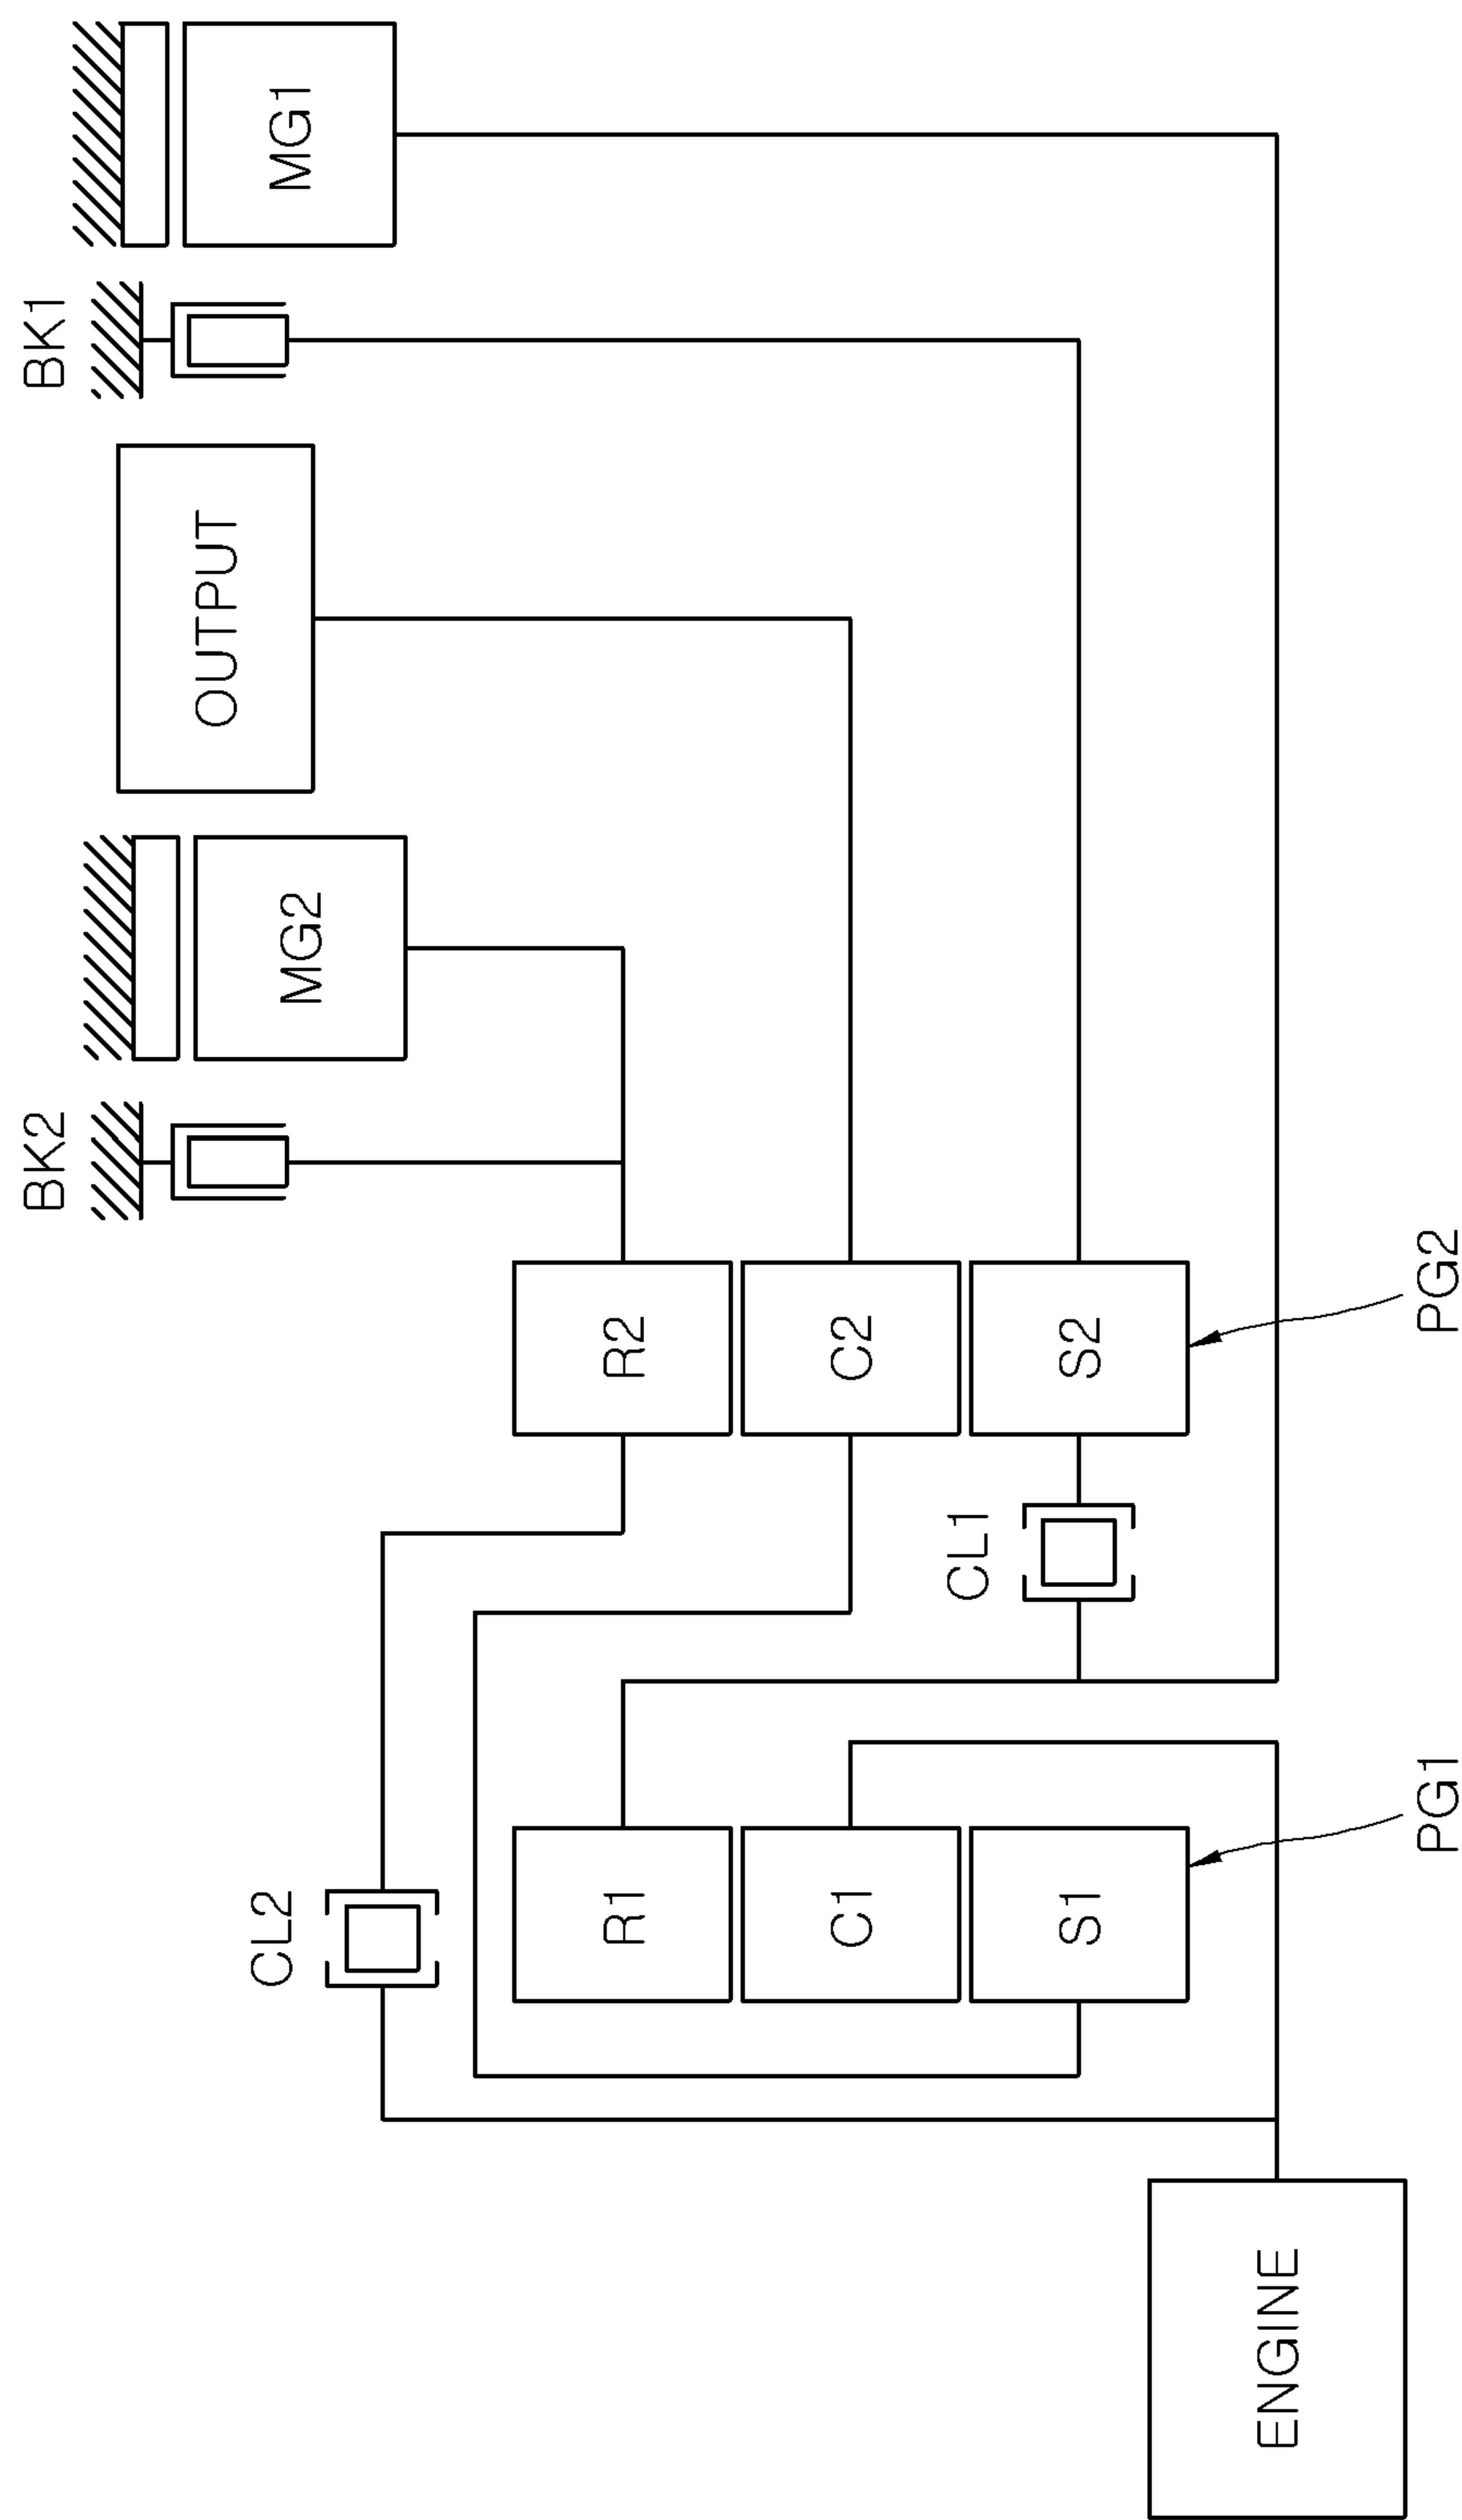 BK2
MG2
OUTPUT
BK1
MG1
CL2
R1
R2
C1
C2
CL1
S1
S2
ENGINE
PG1
PG2